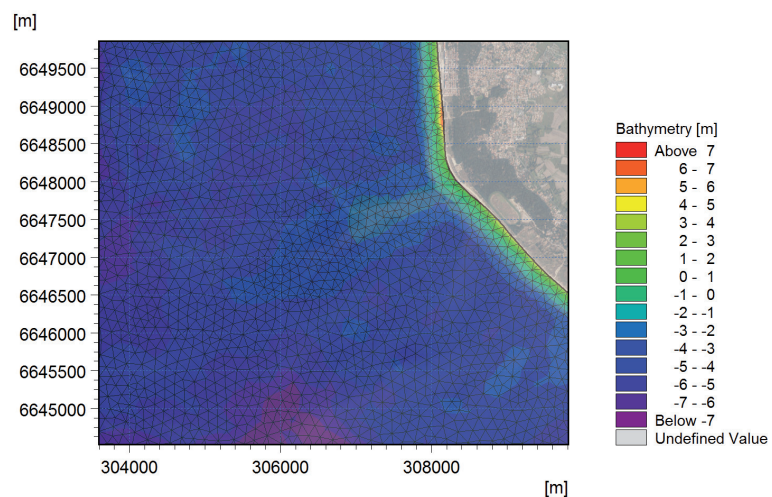 [m]
6649500
6649000
6648500
6648000
6647500
6647000
6646500
6646000
6645500
6645000
304000
306000
308000
[m]
Bathymetry [m]
Above 7
6 - 7
5 - 6
4 - 5
3 - 4
2 - 3
1 - 2
0 - 1
-1 - 0
-2 - -1
-3 - -2
-4 - -3
-5 - -4
-6 - -5
-7 - -6
Below -7
Undefined Value